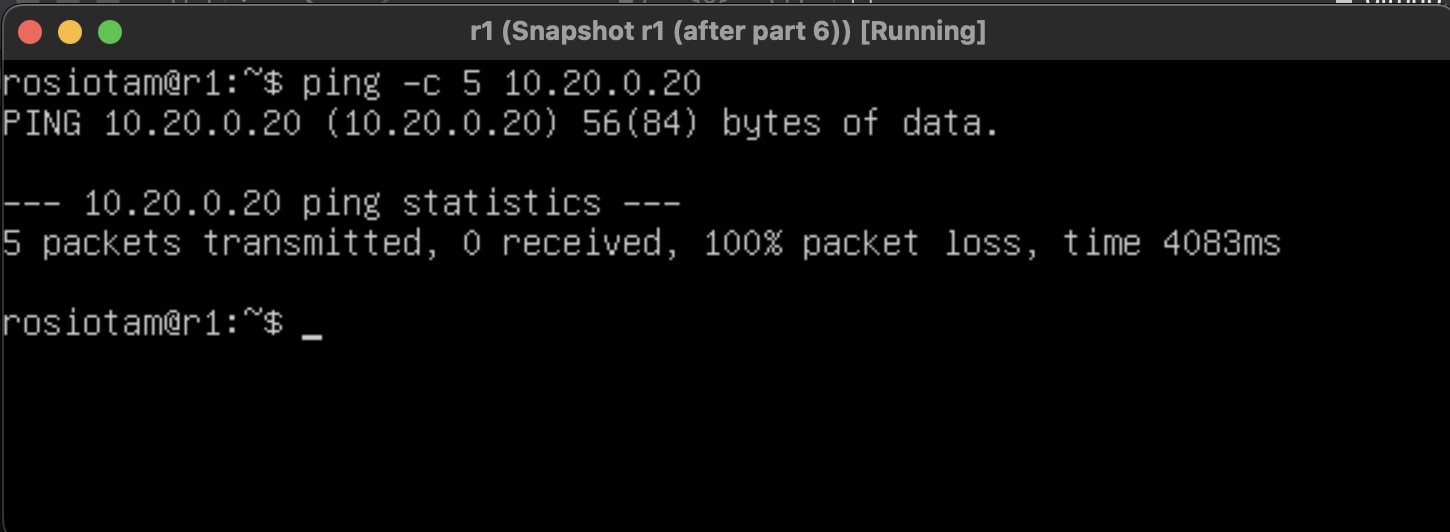 r1 (Snapshot r1 (after part 6)) [Running]
rosiotam@r1:~$ ping -c 5 10.20.0.20
PING 10.20.0.20 (10.20.0.20) 56(84) bytes of data.
--- 10.20.0.20 ping statistics ---
5 packets transmitted, 0 received, 100% packet loss, time 4083ms
rosiotam@r1:~$ _